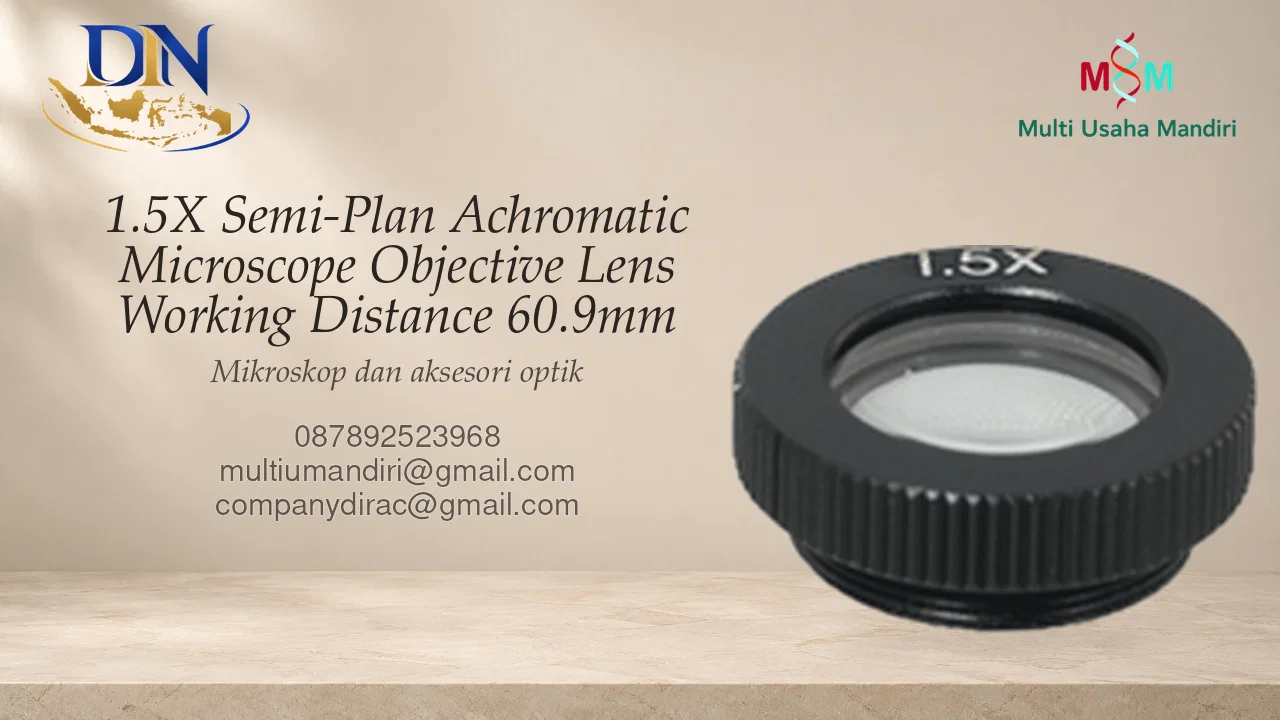 DN
M M
Multi Usaha Mandiri
1.5X Semi-Plan Achromatic
Microscope Objective Lens
Working Distance 60.9mm
Mikroskop dan aksesori optik
087892523968
multiumandiri@gmail.com
companydirac@gmail.com
1.5X